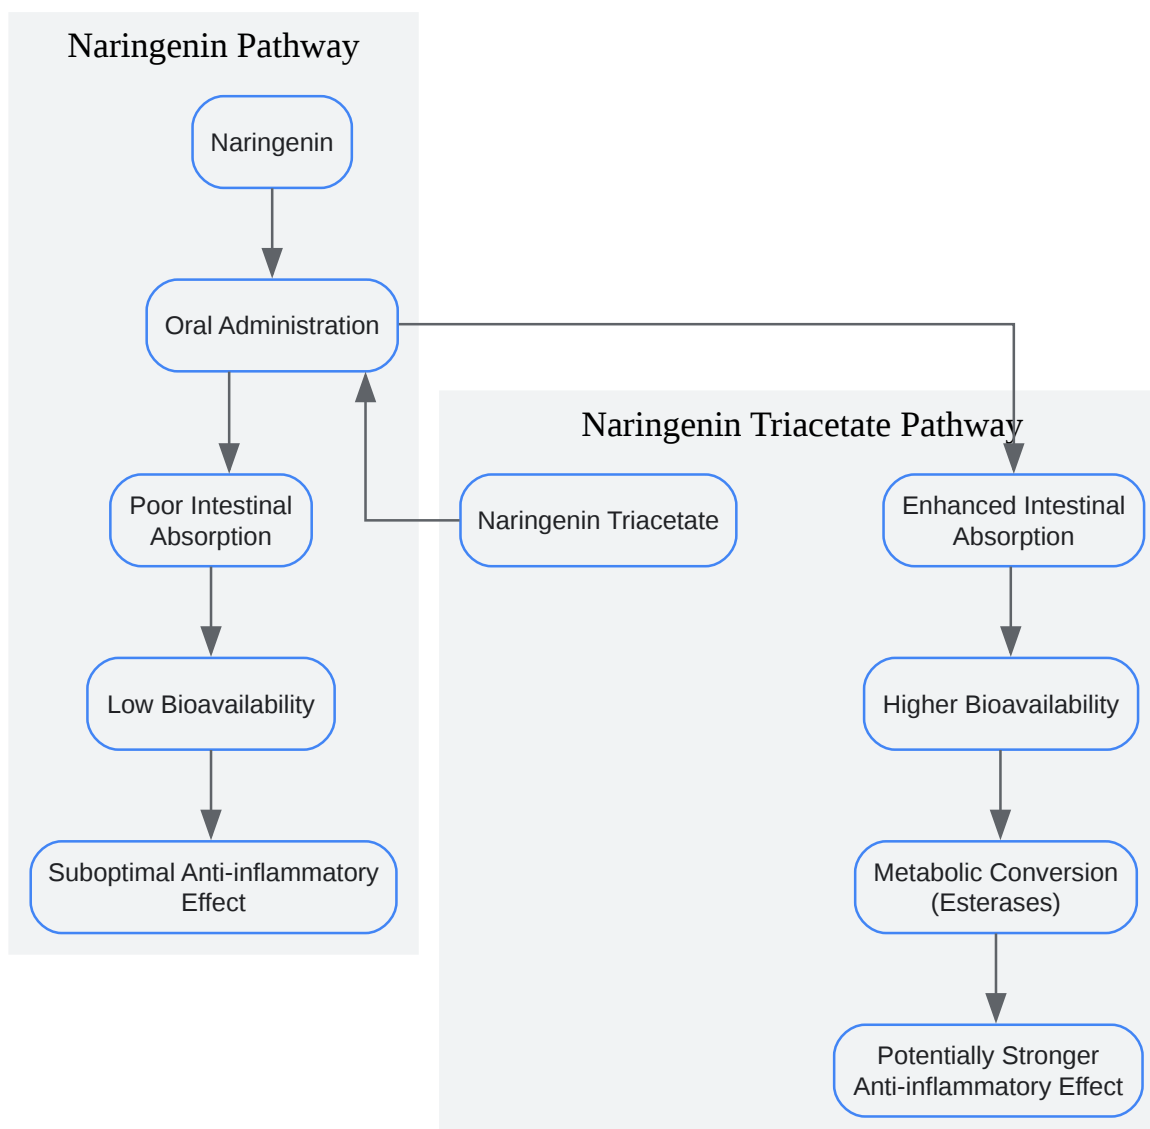 Naringenin Pathway
Naringenin
Oral Administration
Poor Intestinal
Absorption
Low Bioavailability
Suboptimal Anti-inflammatory
Effect
Naringenin Triacetate Pathway
Naringenin Triacetate
Enhanced Intestinal
Absorption
Higher Bioavailability
Metabolic Conversion
(Esterases)
Potentially Stronger
Anti-inflammatory Effect